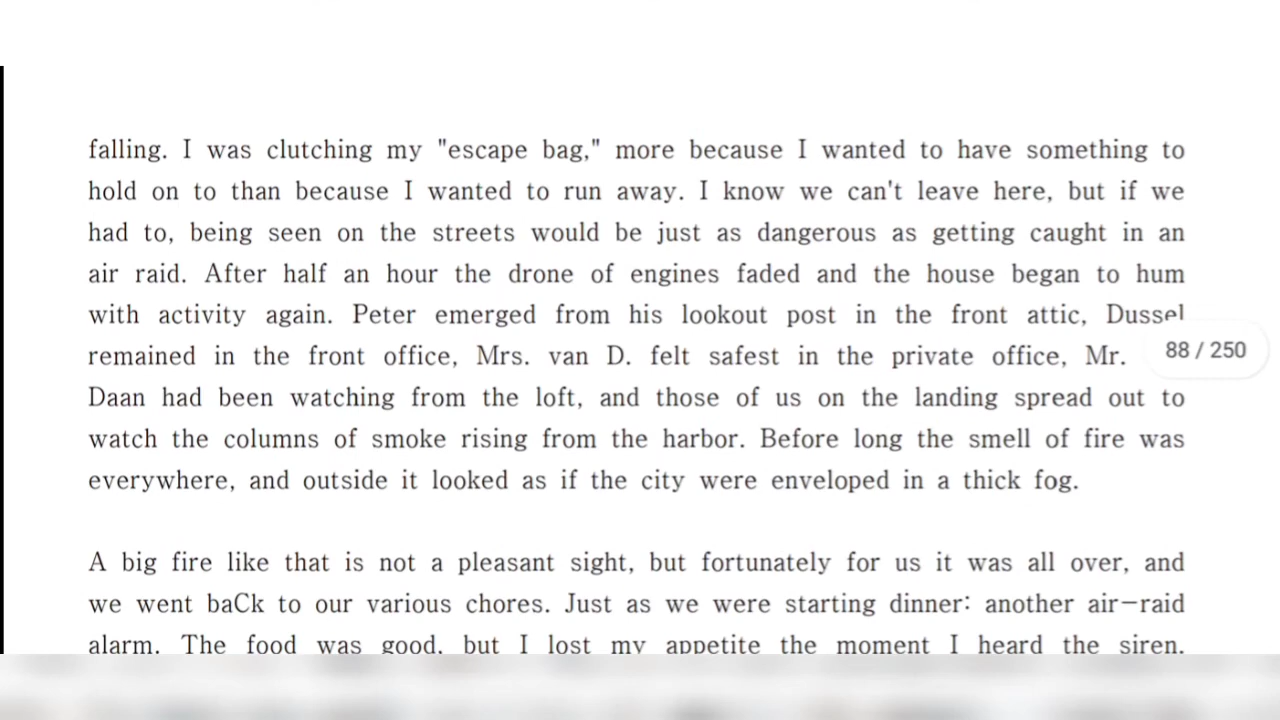 falling. I was clutching my "escape bag," more because I wanted to have something to
hold on to than because I wanted to run away. I know we can't leave here, but if we
had to, being seen on the streets would be just as dangerous as getting caught in an
air raid. After half an hour the drone of engines faded and the house began to hum
with activity again. Peter emerged from his lookout post in the front attic, Dussel
remained in the front office, Mrs. van D. felt safest in the private office, Mr.
88 / 250
Daan had been watching from the loft, and those of us on the landing spread out to
watch the columns of smoke rising from the harbor. Before long the smell of fire was
everywhere, and outside it looked as if the city were enveloped in a thick fog.
A big fire like that is not a pleasant sight, but fortunately for us it was all over, and
we went baCk to our various chores. Just as we were starting dinner: another air-raid
alarm. The food was good, but I lost my appetite the moment I heard the siren.